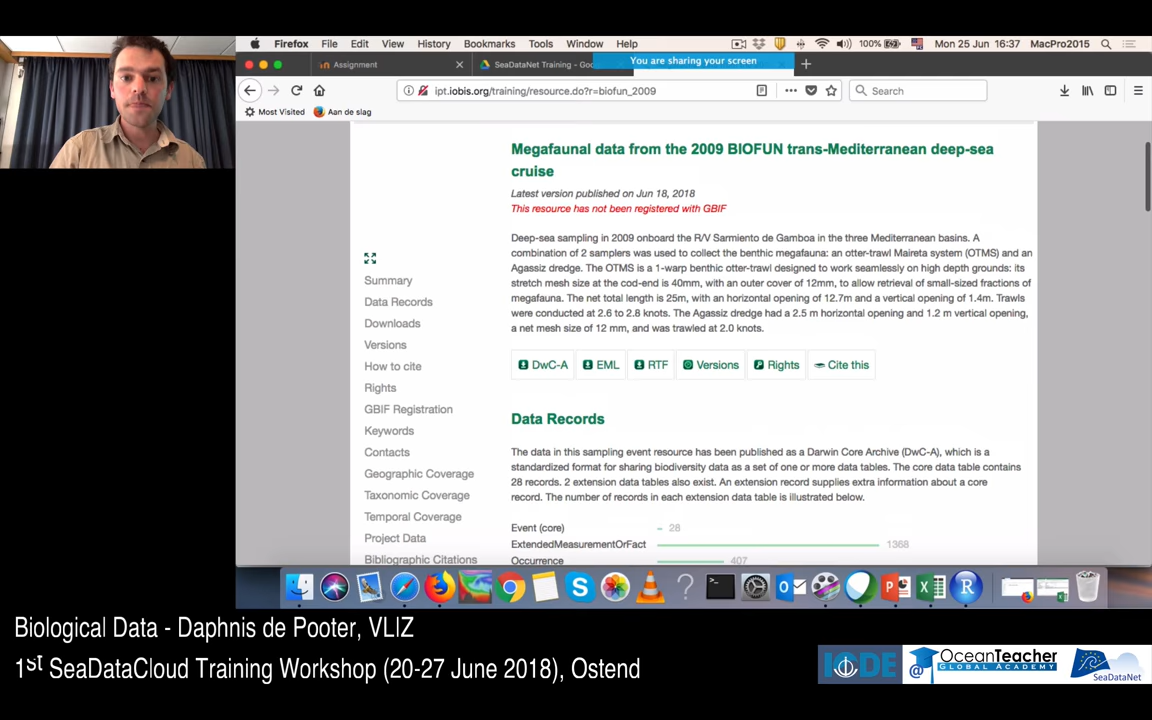 Firefox File Edit View History Bookmarks Tools Window Help 100% Mon 25 Jun 16:37 MacPro2015
Assignment SeaDataNet Training - Goo You are sharing your screen
ipt.iobis.org/training/resource.do?r=biofun_2009 Search
Most Visited Aan de slag
Megafaunal data from the 2009 BIOFUN trans-Mediterranean deep-sea
cruise
Latest version published on Jun 18, 2018
This resource has not been registered with GBIF
Deep-sea sampling in 2009 onboard the R/V Sarmiento de Gamboa in the three Mediterranean basins. A
combination of 2 samplers was used to collect the benthic megafauna: an otter-trawl Maireta system (OTMS) and an
Agassiz dredge. The OTMS is a 1-warp benthic otter-trawl designed to work seamlessly on high depth grounds: its
stretch mesh size at the cod-end is 40mm, with an outer cover of 12mm, to allow retrieval of small-sized fractions of
megafauna. The net total length is 25m, with an horizontal opening of 12.7m and a vertical opening of 1.4m. Trawls
were conducted at 2.6 to 2.8 knots. The Agassiz dredge had a 2.5 m horizontal opening and 1.2 m vertical opening,
a net mesh size of 12 mm, and was trawled at 2.0 knots.
Summary
Data Records
Downloads
Versions
How to cite
Rights
GBIF Registration
Keywords
Contacts
Geographic Coverage
Taxonomic Coverage
Temporal Coverage
Project Data
Bibliographic Citations
DwC-A EML RTF Versions Rights Cite this
Data Records
The data in this sampling event resource has been published as a Darwin Core Archive (DwC-A), which is a
standardized format for sharing biodiversity data as a set of one or more data tables. The core data table contains
28 records. 2 extension data tables also exist. An extension record supplies extra information about a core
record. The number of records in each extension data table is illustrated below.
Event (core) 28
ExtendedMeasurementOrFact 1368
Occurrence 407
Biological Data - Daphnis de Pooter, VLIZ
1st SeaDataCloud Training Workshop (20-27 June 2018), Ostend
IODE
OceanTeacher
GLOBAL ACADEMY
SeaDataNet